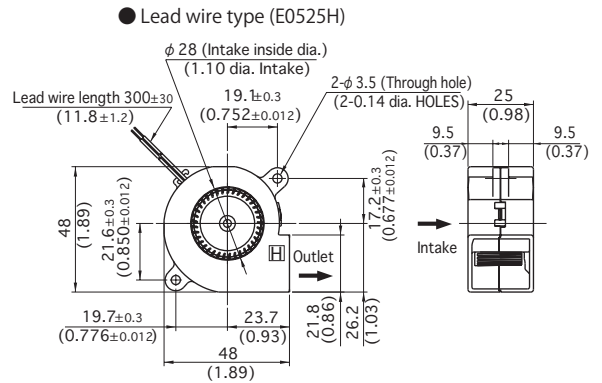 ● Lead wire type (E0525H)
ϕ 28 (Intake inside dia.)
(1.10 dia. Intake)
Lead wire length 300±30
(11.8±1.2)
19.1±0.3
(0.752±0.012)
2-ϕ 3.5 (Through hole)
(2-0.14 dia. HOLES)
25
(0.98)
9.5
(0.37)
9.5
(0.37)
48
(1.89)
21.6±0.3
(0.850±0.012)
17.2±0.3
(0.677±0.012)
H
Outlet
Intake
21.8
(0.86)
26.2
(1.03)
19.7±0.3
(0.776±0.012)
23.7
(0.93)
48
(1.89)